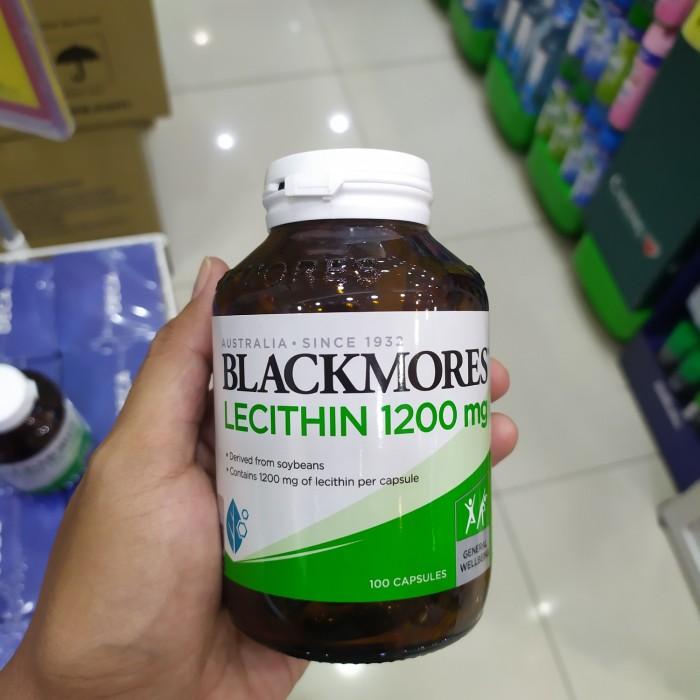 AUSTRALIA • SINCE 1932
BLACKMORES
LECITHIN 1200 mg
• Derived from soybeans
• Contains 1200 mg of lecithin per capsule
GENERAL
WELLBEING
100 CAPSULES